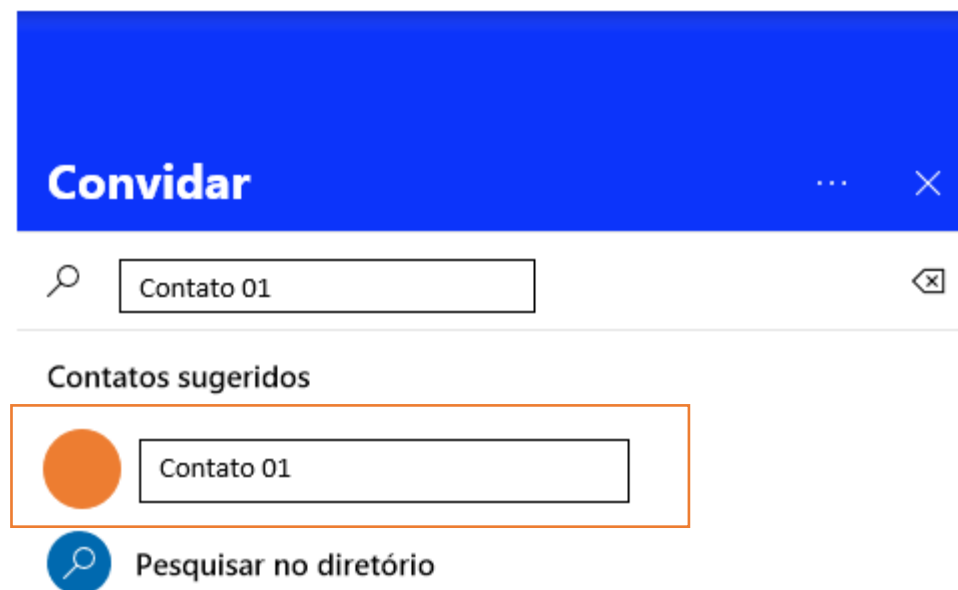 Convidar
Contato 01
Contatos sugeridos
Contato 01
Pesquisar no diretório